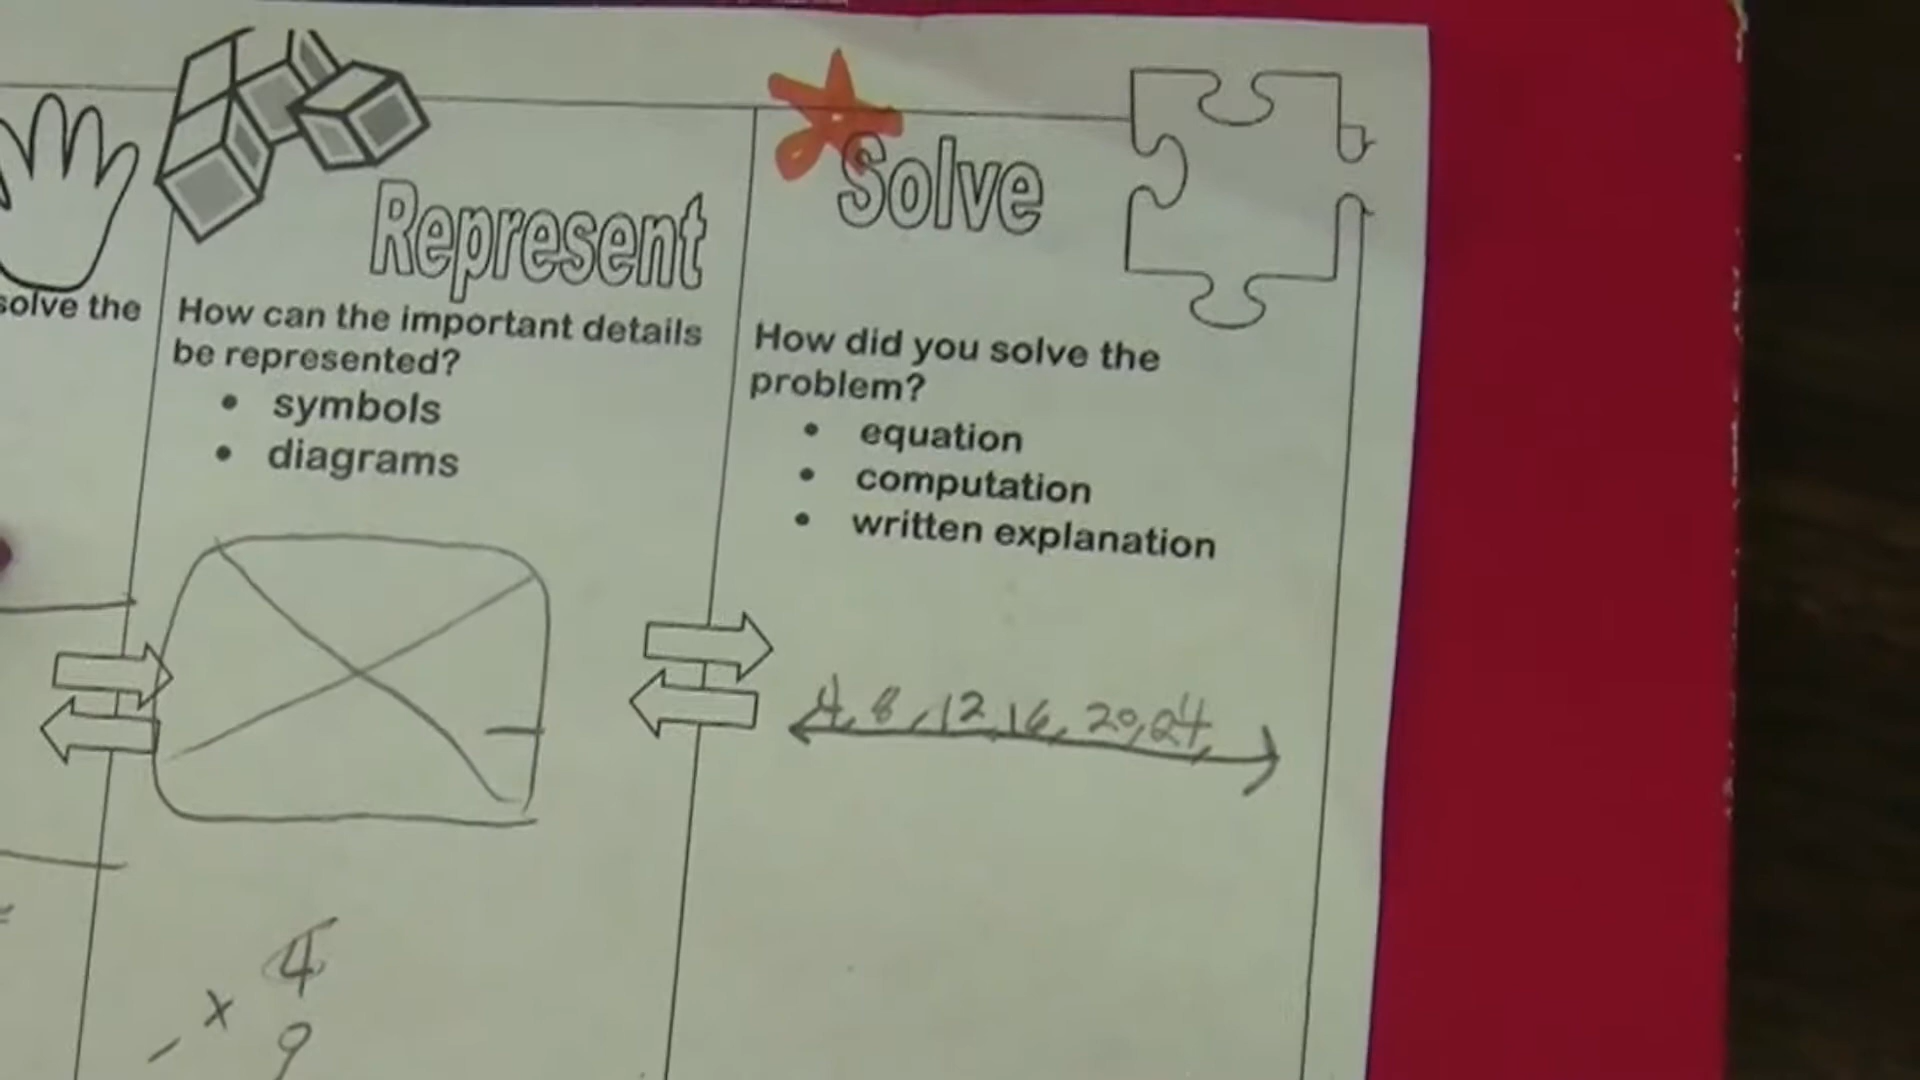 Represent
Solve
solve the
How can the important details
be represented?
• symbols
• diagrams
How did you solve the
problem?
• equation
• computation
• written explanation
4, 8, 12, 16, 20, 24,
4
x 9